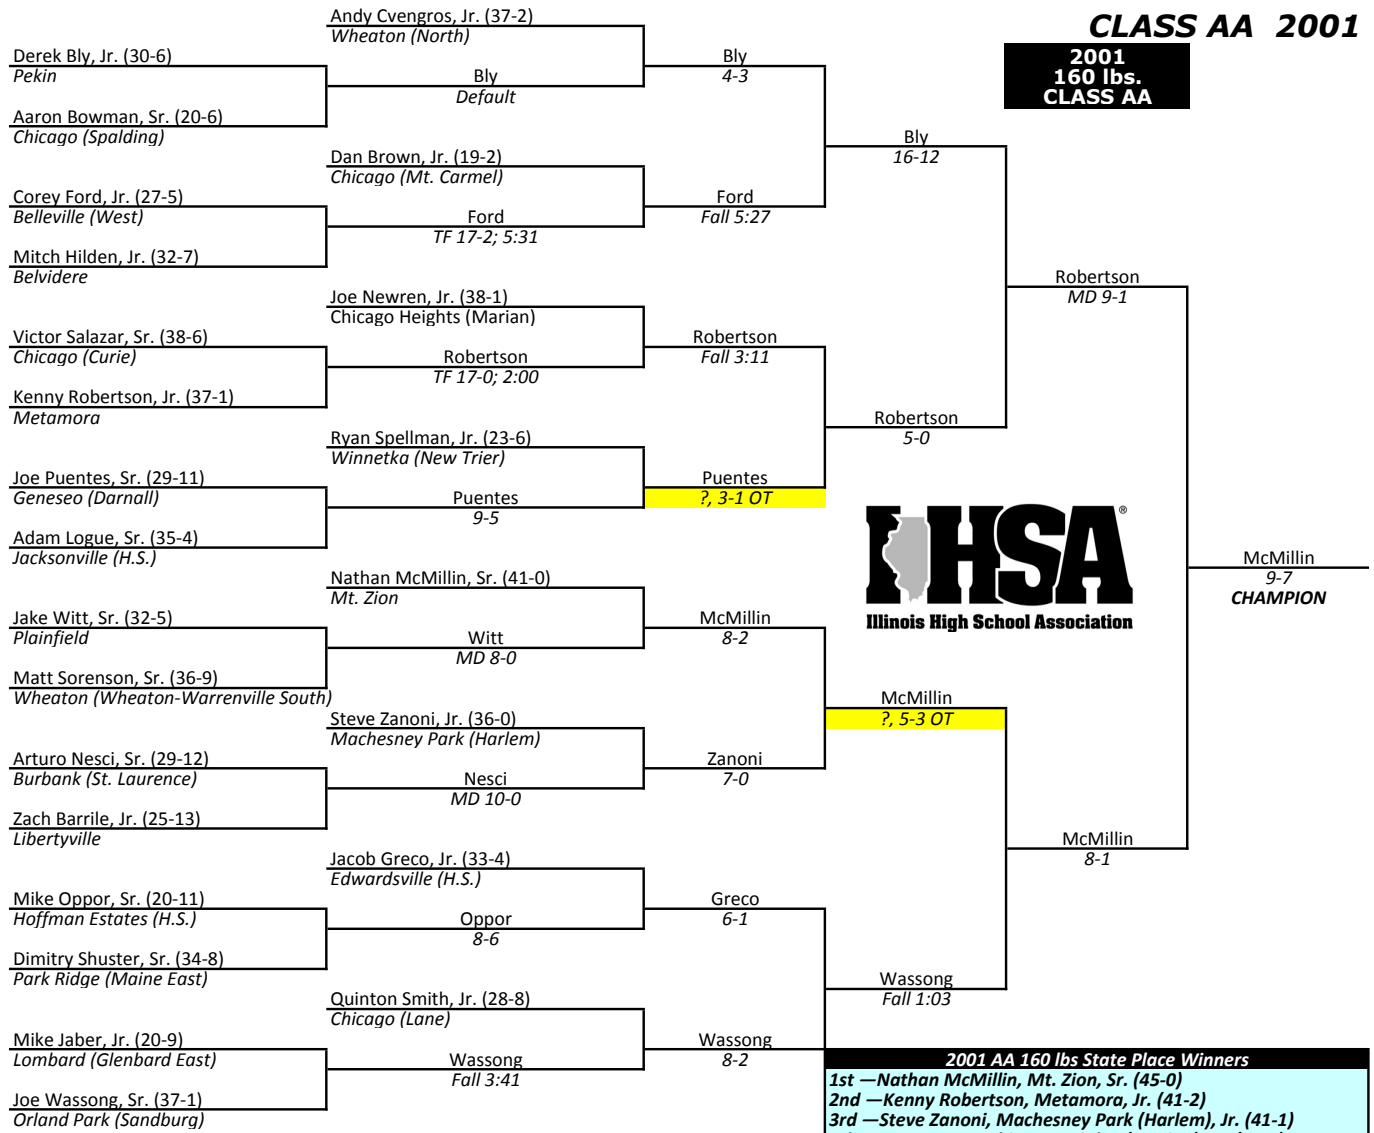 CLASS AA 2001
2001
160 lbs.
CLASS AA
Andy Cvengros, Jr. (37-2)
Wheaton (North)
Derek Bly, Jr. (30-6)
Pekin
Bly
Default
Aaron Bowman, Sr. (20-6)
Chicago (Spalding)
Bly
4-3
Dan Brown, Jr. (19-2)
Chicago (Mt. Carmel)
Corey Ford, Jr. (27-5)
Belleville (West)
Ford
TF 17-2; 5:31
Mitch Hilden, Jr. (32-7)
Belvidere
Ford
Fall 5:27
Bly
16-12
Joe Newren, Jr. (38-1)
Chicago Heights (Marian)
Victor Salazar, Sr. (38-6)
Chicago (Curie)
Robertson
TF 17-0; 2:00
Kenny Robertson, Jr. (37-1)
Metamora
Robertson
Fall 3:11
Ryan Spellman, Jr. (23-6)
Winnetka (New Trier)
Joe Puentes, Sr. (29-11)
Geneseo (Darnall)
Puentes
9-5
Adam Logue, Sr. (35-4)
Jacksonville (H.S.)
Puentes
?, 3-1 OT
Robertson
5-0
Robertson
MD 9-1
IHSA®
Illinois High School Association
Nathan McMillin, Sr. (41-0)
Mt. Zion
Jake Witt, Sr. (32-5)
Plainfield
Witt
MD 8-0
Matt Sorenson, Sr. (36-9)
Wheaton (Wheaton-Warrenville South)
McMillin
8-2
Steve Zanoni, Jr. (36-0)
Machesney Park (Harlem)
Arturo Nesci, Sr. (29-12)
Burbank (St. Laurence)
Nesci
MD 10-0
Zach Barrile, Jr. (25-13)
Libertyville
Zanoni
7-0
McMillin
?, 5-3 OT
Jacob Greco, Jr. (33-4)
Edwardsville (H.S.)
Mike Oppor, Sr. (20-11)
Hoffman Estates (H.S.)
Oppor
8-6
Dimitry Shuster, Sr. (34-8)
Park Ridge (Maine East)
Greco
6-1
Quinton Smith, Jr. (28-8)
Chicago (Lane)
Mike Jaber, Jr. (20-9)
Lombard (Glenbard East)
Wassong
Fall 3:41
Joe Wassong, Sr. (37-1)
Orland Park (Sandburg)
Wassong
8-2
Wassong
Fall 1:03
McMillin
8-1
McMillin
9-7
CHAMPION
2001 AA 160 lbs State Place Winners
1st —Nathan McMillin, Mt. Zion, Sr. (45-0)
2nd —Kenny Robertson, Metamora, Jr. (41-2)
3rd —Steve Zanoni, Machesney Park (Harlem), Jr. (41-1)